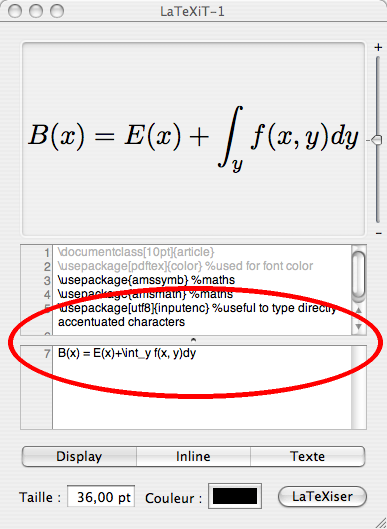 LaTeXiT-1
B(x) = E(x) + ∫_y f(x, y)dy
+
-
1 \documentclass[10pt]{article}
2 \usepackage[pdftex]{color} %used for font color
3 \usepackage{amssymb} %maths
4 \usepackage{amsmath} %maths
5 \usepackage[utf8]{inputenc} %useful to type directly
accentuated characters
7 B(x) = E(x)+\int_y f(x, y)dy
Display Inline Texte
Taille : 36,00 pt Couleur : LaTeXiser